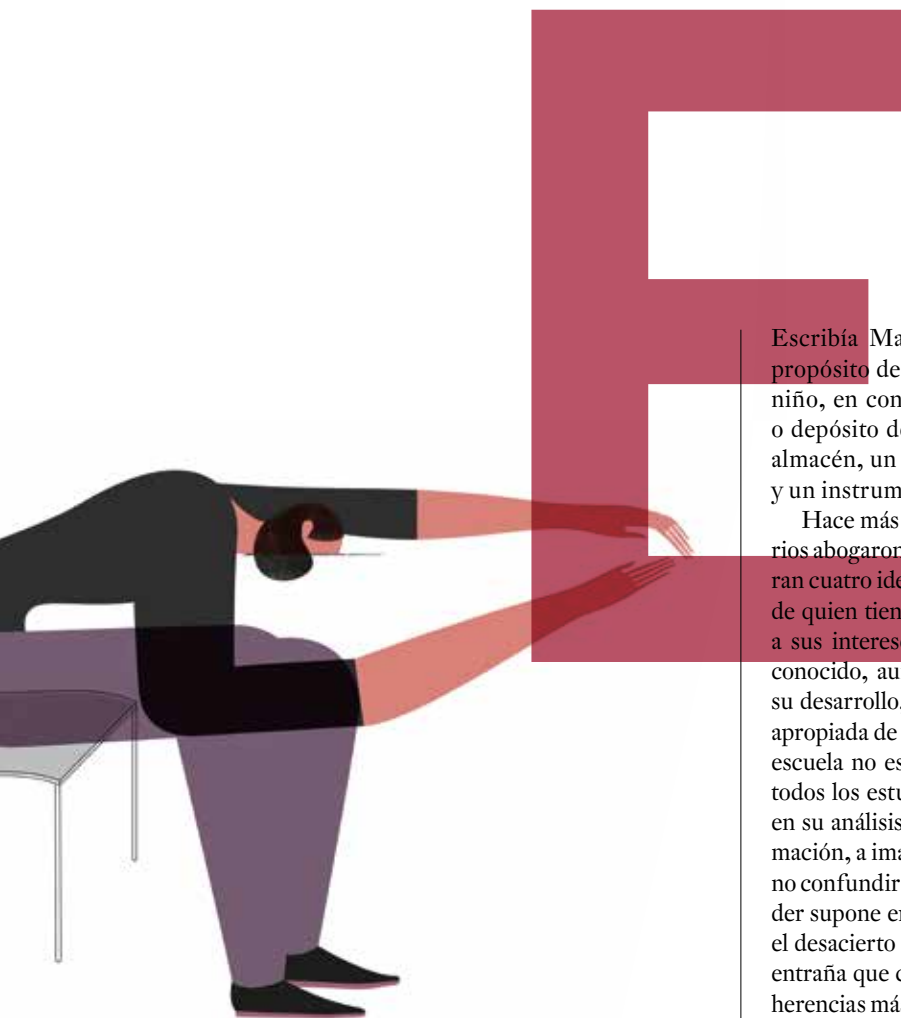 E
Escribía Ma
propósito de
niño, en con
o depósito de
almacén, un
y un instrum
Hace más
rios abogaron
ran cuatro ide
de quien tien
a sus interese
conocido, au
su desarrollo.
apropiada de
escuela no es
todos los estu
en su análisis
mación, a ima
no confundir
der supone en
el desacierto
entraña que
herencias má